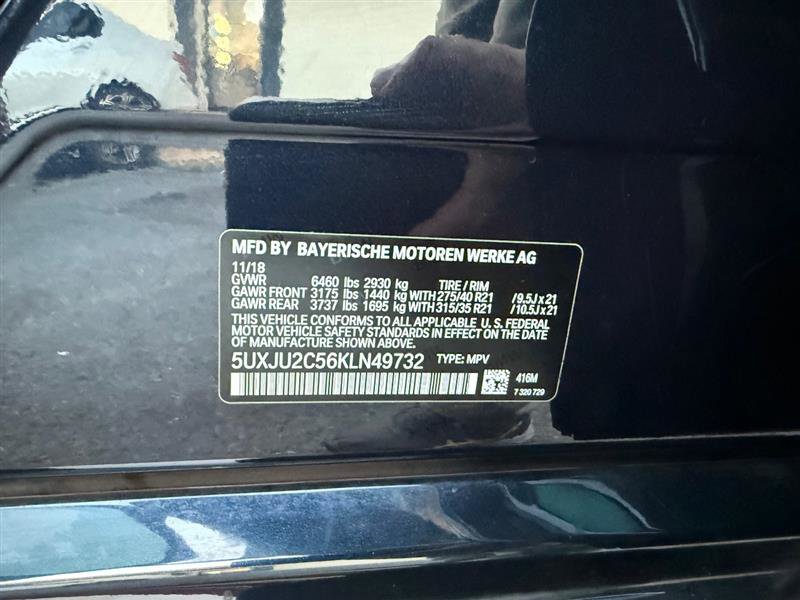 MFD BY BAYERISCHE MOTOREN WERKE AG
11/18
GVWR 6460 lbs 2930 kg TIRE / RIM
GAWR FRONT 3175 lbs 1440 kg WITH 275/40 R21 /9.5J x 21
GAWR REAR 3737 lbs 1695 kg WITH 315/35 R21 /10.5J x 21
THIS VEHICLE CONFORMS TO ALL APPLICABLE U. S. FEDERAL
MOTOR VEHICLE SAFETY STANDARDS IN EFFECT ON THE DATE
OF MANUFACTURE SHOWN ABOVE.
5UXJU2C56KLN49732 TYPE: MPV
416M
7 320 729